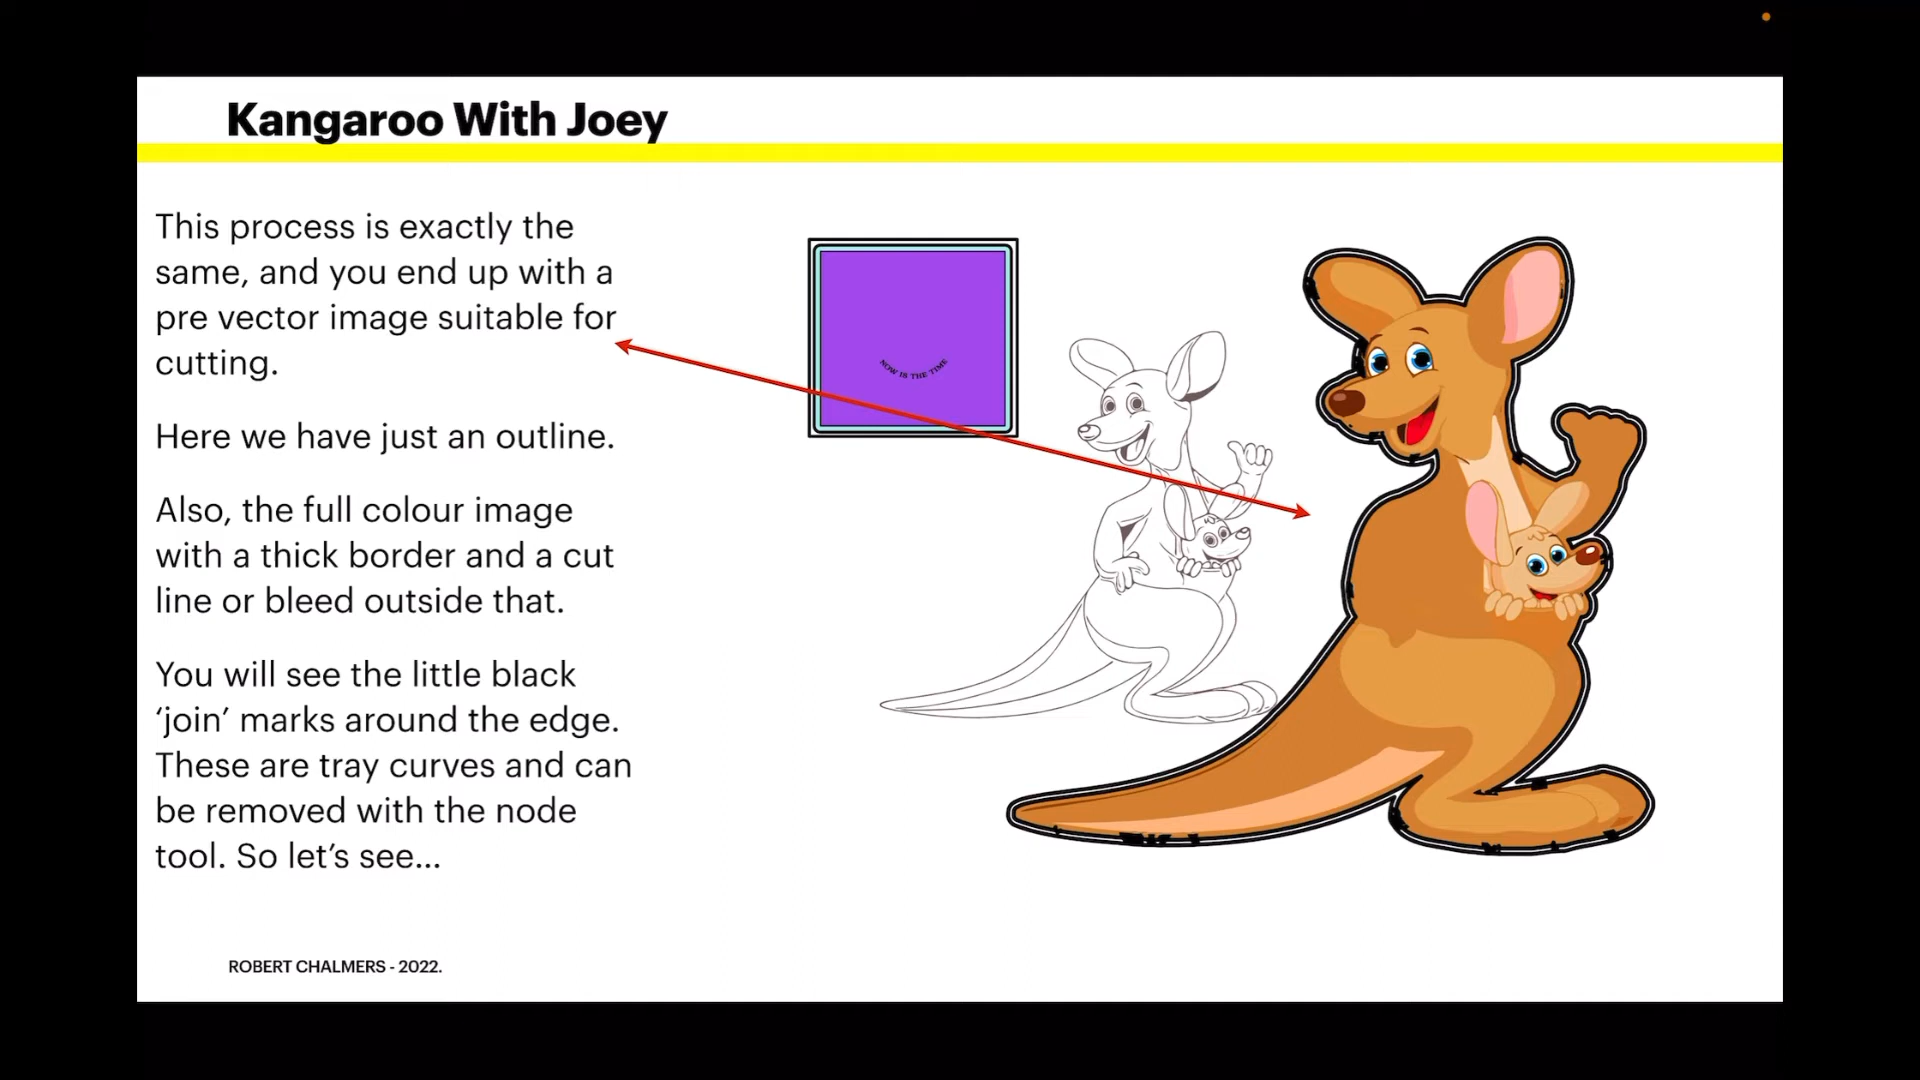 Kangaroo With Joey
This process is exactly the
same, and you end up with a
pre vector image suitable for
cutting.
Here we have just an outline.
Also, the full colour image
with a thick border and a cut
line or bleed outside that.
You will see the little black
‘join’ marks around the edge.
These are tray curves and can
be removed with the node
tool. So let’s see...
NOW IS THE TIME
ROBERT CHALMERS - 2022.